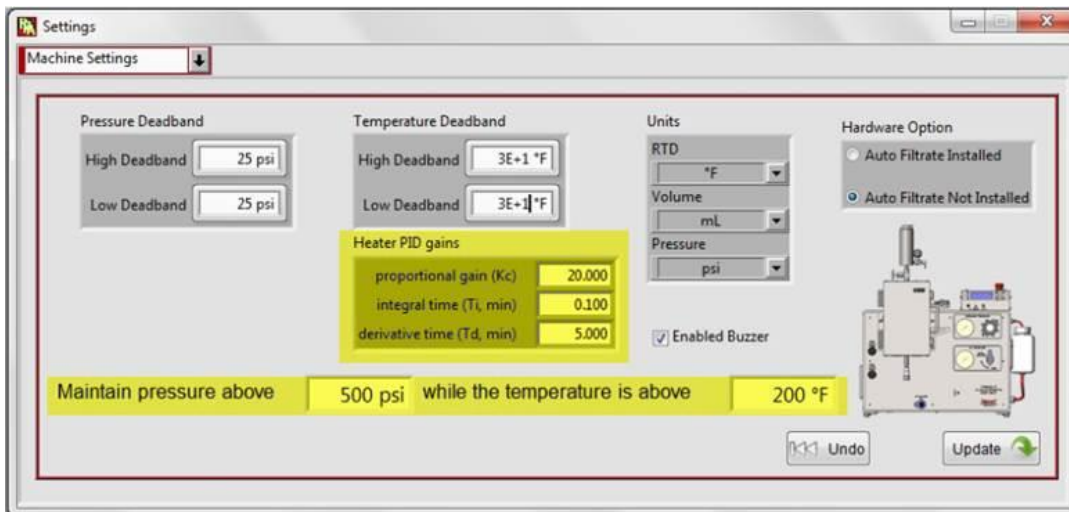 Settings
Machine Settings
Pressure Deadband
High Deadband 25 psi
Low Deadband 25 psi
Temperature Deadband
High Deadband 3E+1 °F
Low Deadband 3E+1 °F
Heater PID gains
proportional gain (Kc) 20.000
integral time (Ti, min) 0.100
derivative time (Td, min) 5.000
Units
RTD
°F
Volume
mL
Pressure
psi
Enabled Buzzer
Hardware Option
Auto Filtrate Installed
Auto Filtrate Not Installed
Maintain pressure above 500 psi while the temperature is above 200 °F
Undo
Update